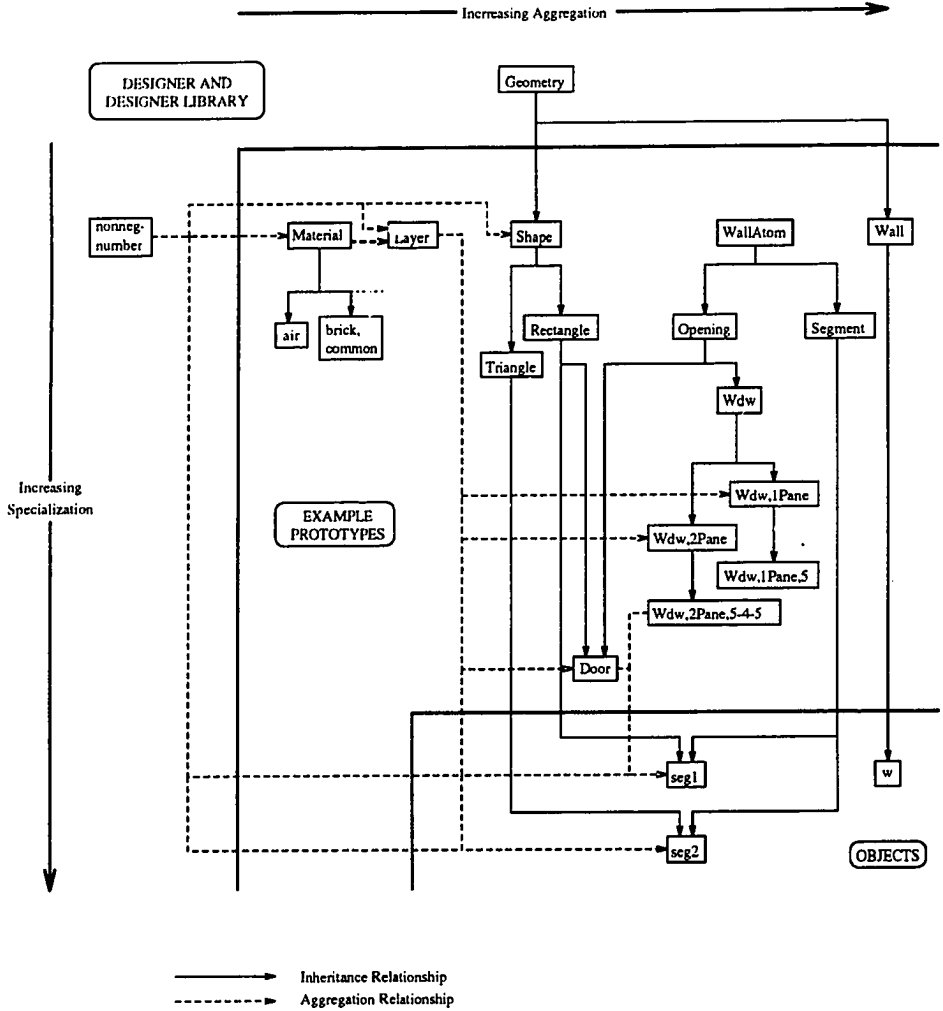 Increasing Aggregation
DESIGNER AND
DESIGNER LIBRARY
Geometry
nonneg-
number
Material
Layer
Shape
WallAtom
Wall
air
brick,
common
Rectangle
Triangle
Opening
Segment
Wdw
Increasing
Specialization
EXAMPLE
PROTOTYPES
Wdw,1Pane
Wdw,2Pane
Wdw,1Pane,5
Wdw,2Pane,5-4-5
Door
seg1
w
seg2
OBJECTS
Inheritance Relationship
Aggregation Relationship